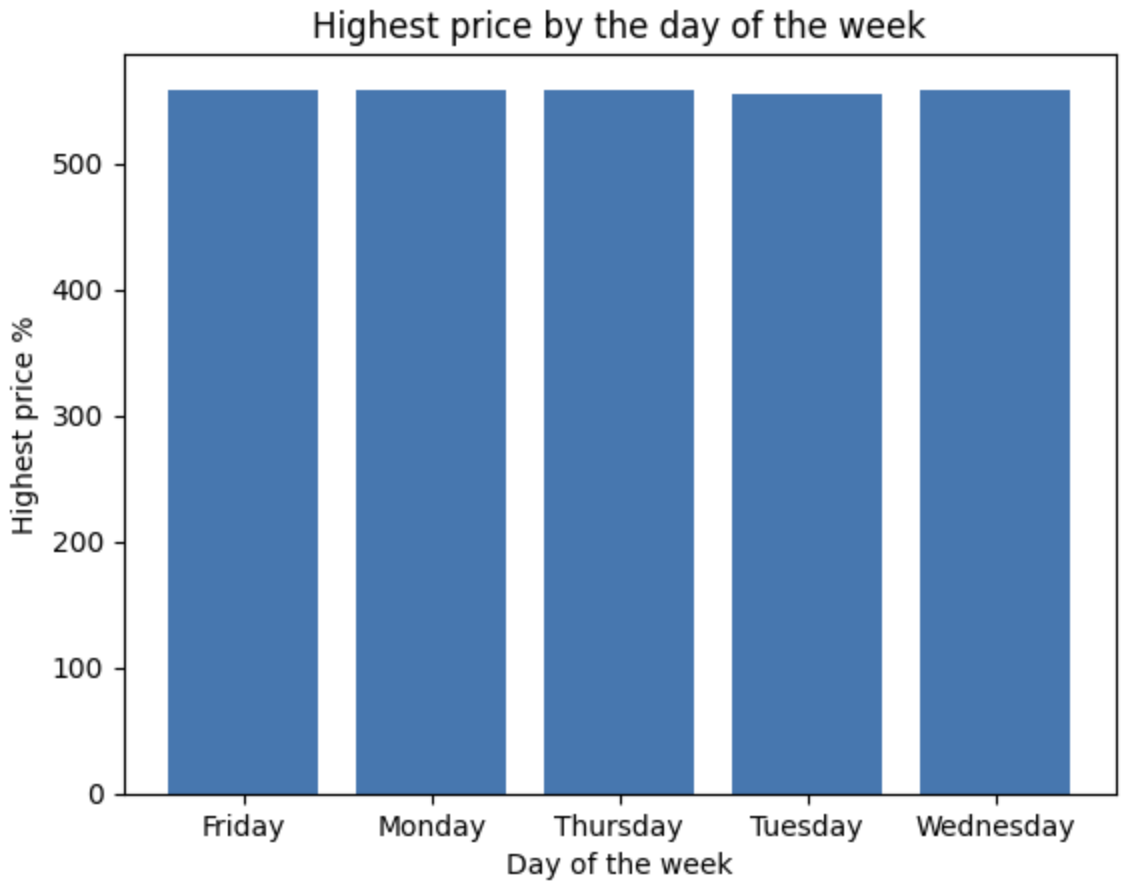 Highest price by the day of the week
Highest price %
500
400
300
200
100
0
Friday Monday Thursday Tuesday Wednesday
Day of the week